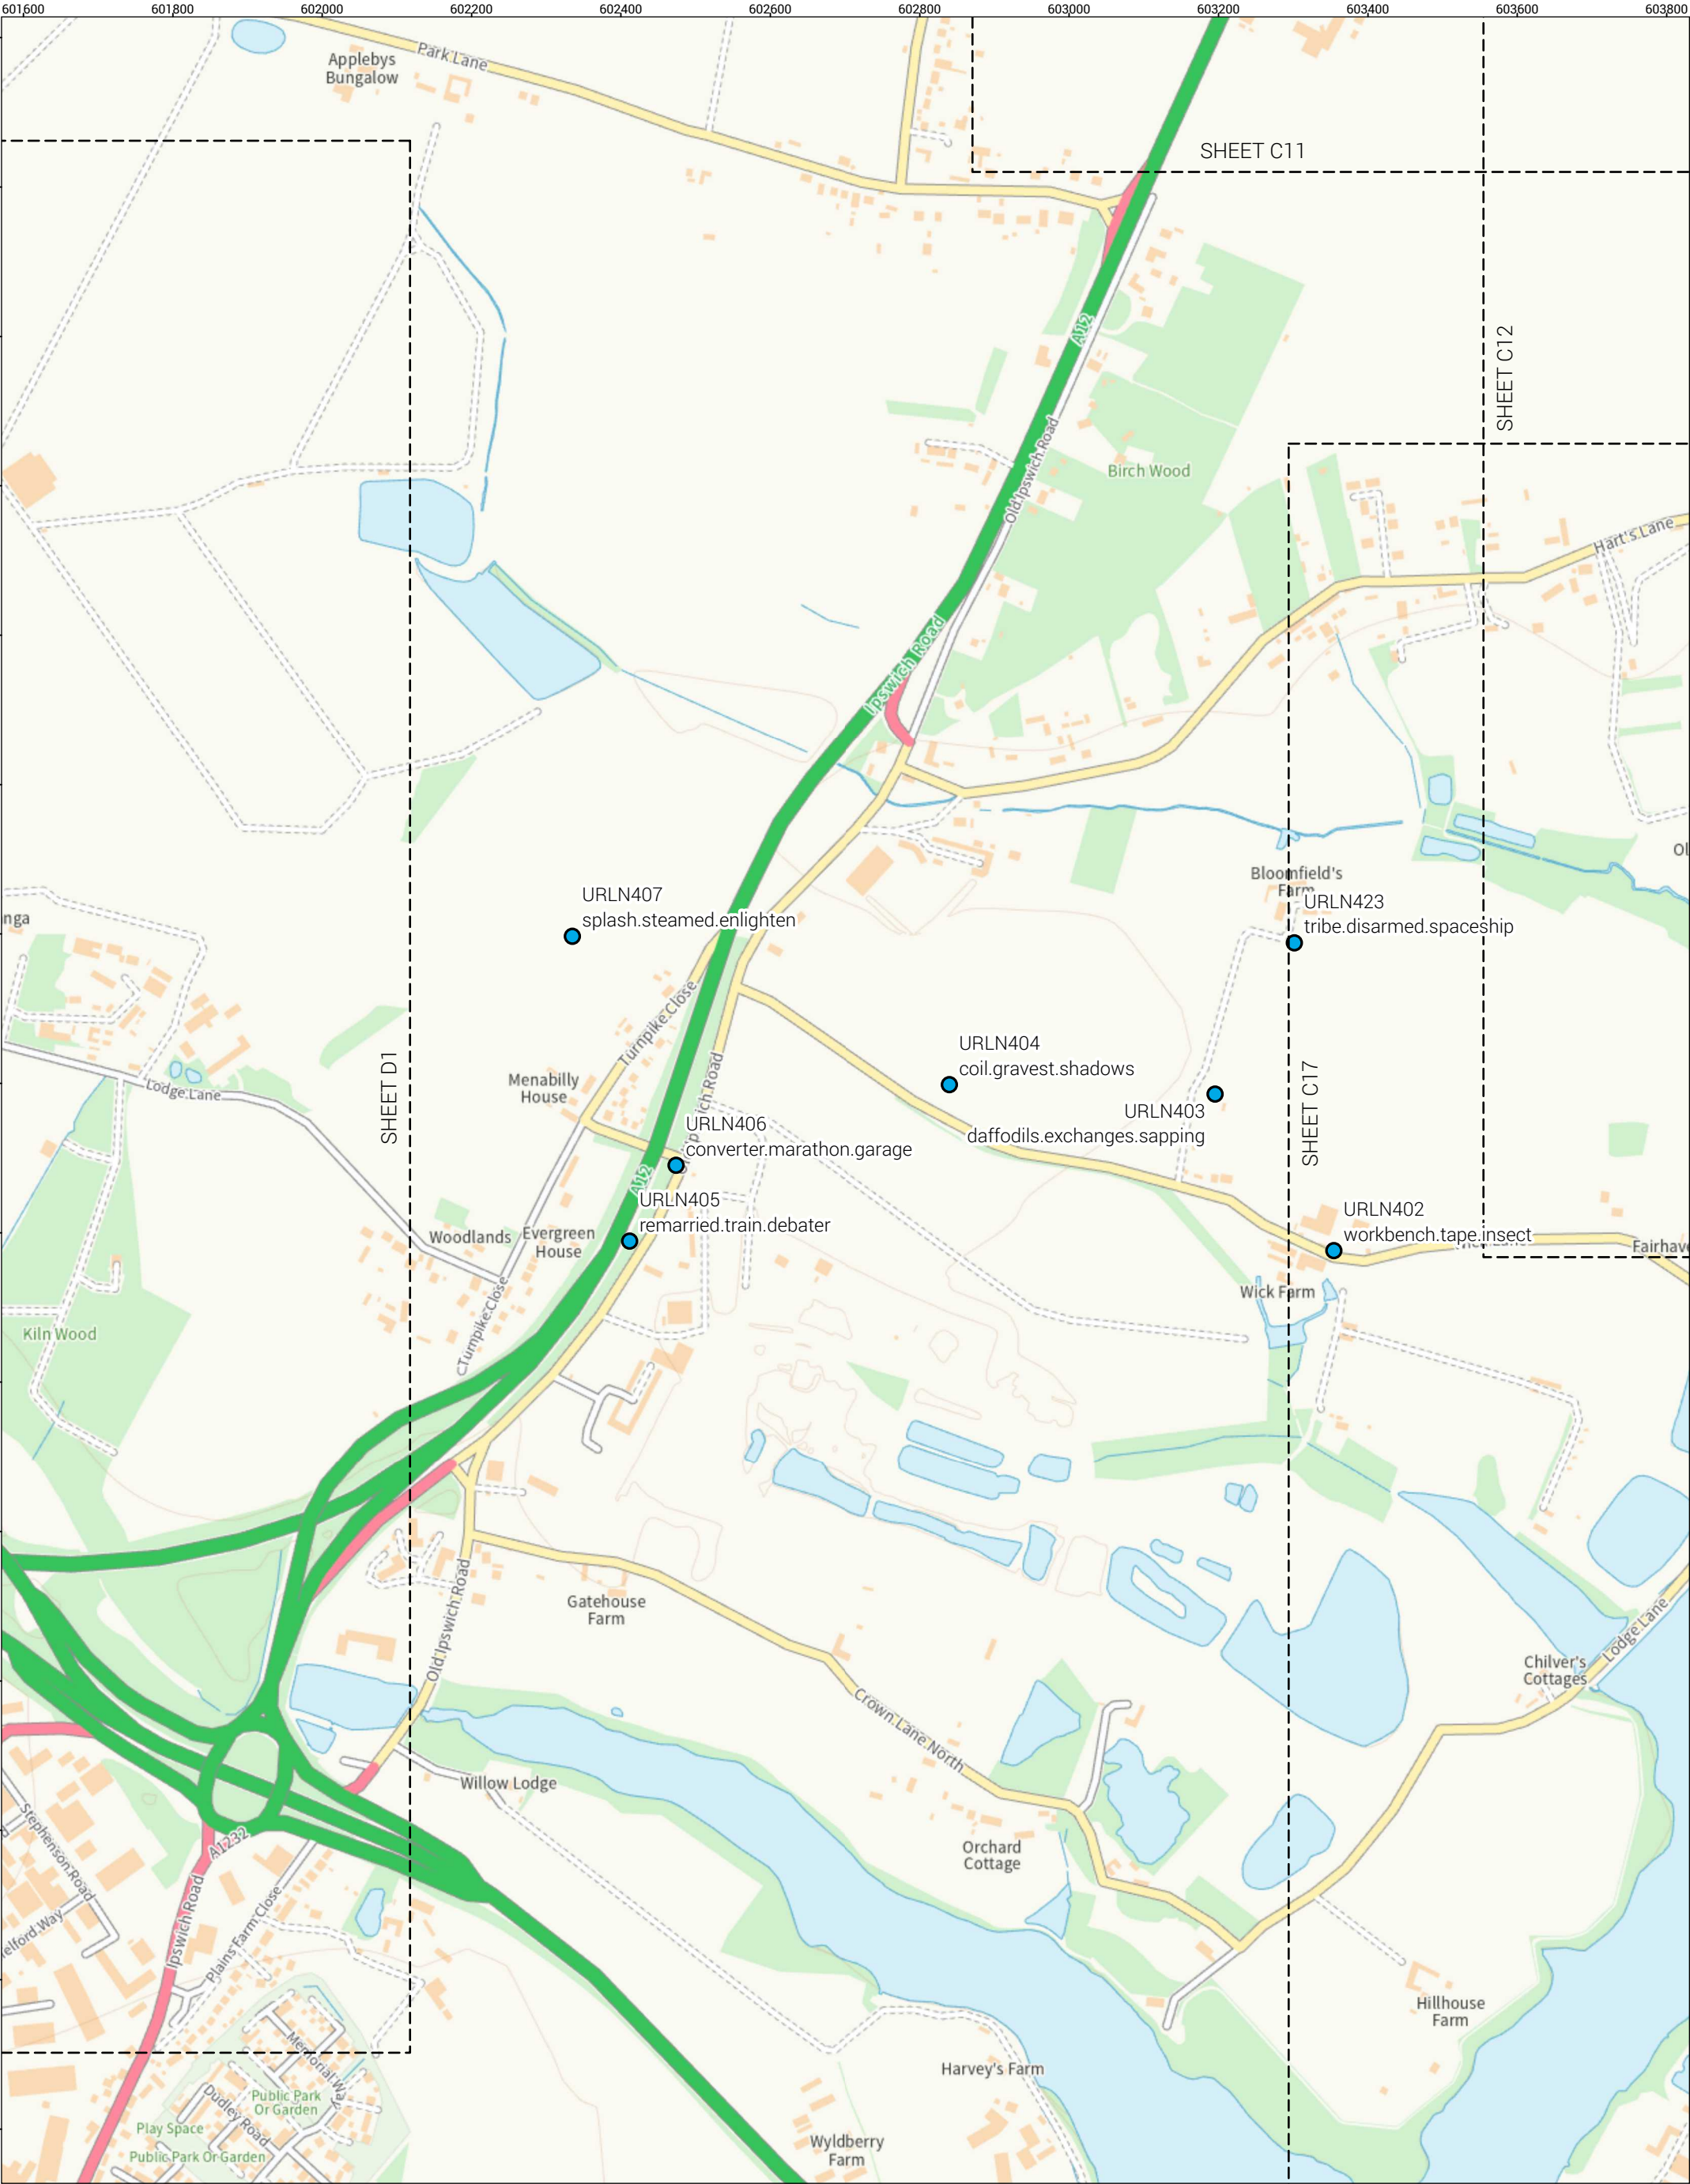 601600 601800 602000 602200 602400 602600 602800 603000 603200 603400 603600 603800
Park Lane
Applebys
Bungalow
SHEET C11
A12
SHEET C12
Old Ipswich Road
Birch Wood
Hart's Lane
Ipswich Road
Bloomfield's
Farm
URLN407
splash.steamed.enlighten
URLN423
tribe.disarmed.spaceship
nga
Turnpike Close
URLN404
coil.gravest.shadows
SHEET D1
Lodge Lane
Menabilly
House
URLN403
daffodils.exchanges.sapping
SHEET C17
URLN406
converter.marathon.garage
A12
URLN405
remarried.train.debater
URLN402
workbench.tape.insect
Woodlands
Evergreen
House
Fairhave
Wick Farm
Kiln Wood
Turnpike Close
Gatehouse
Farm
Old Ipswich Road
Lodge Lane
Chilver's
Cottages
Crown Lane North
Willow Lodge
Stephenson Road
A1232
Orchard
Cottage
Ipswich Road
Plains Farm Close
elford Way
Hillhouse
Farm
Memorial Way
Harvey's Farm
Public Park
Or Garden
Dudley Road
Play Space
Public Park Or Garden
Wyldberry
Farm